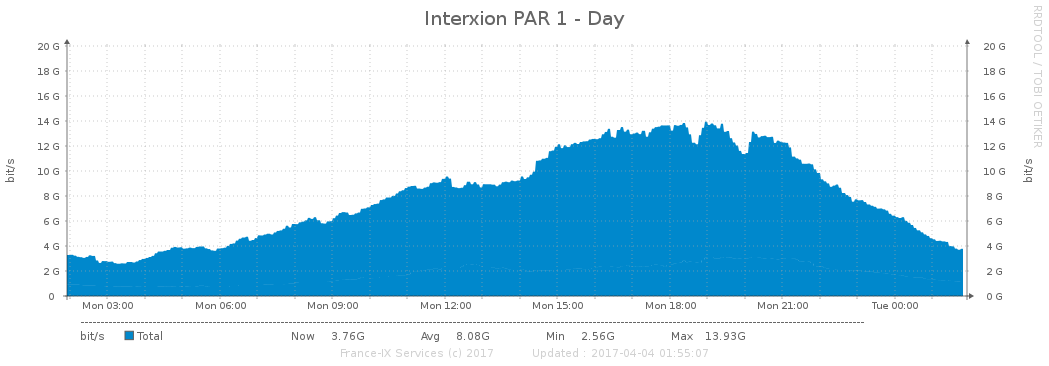 Interxion PAR 1 - Day
RRDTOOL / TOBI OETIKER
20 G 20 G
18 G 18 G
16 G 16 G
14 G 14 G
12 G 12 G
10 G 10 G
8 G 8 G
6 G 6 G
4 G 4 G
2 G 2 G
0 0 G
bit/s bit/s
Mon 03:00 Mon 06:00 Mon 09:00 Mon 12:00 Mon 15:00 Mon 18:00 Mon 21:00 Tue 00:00
bit/s Total Now 3.76G Avg 8.08G Min 2.56G Max 13.93G
France-IX Services (c) 2017 Updated : 2017-04-04 01:55:07